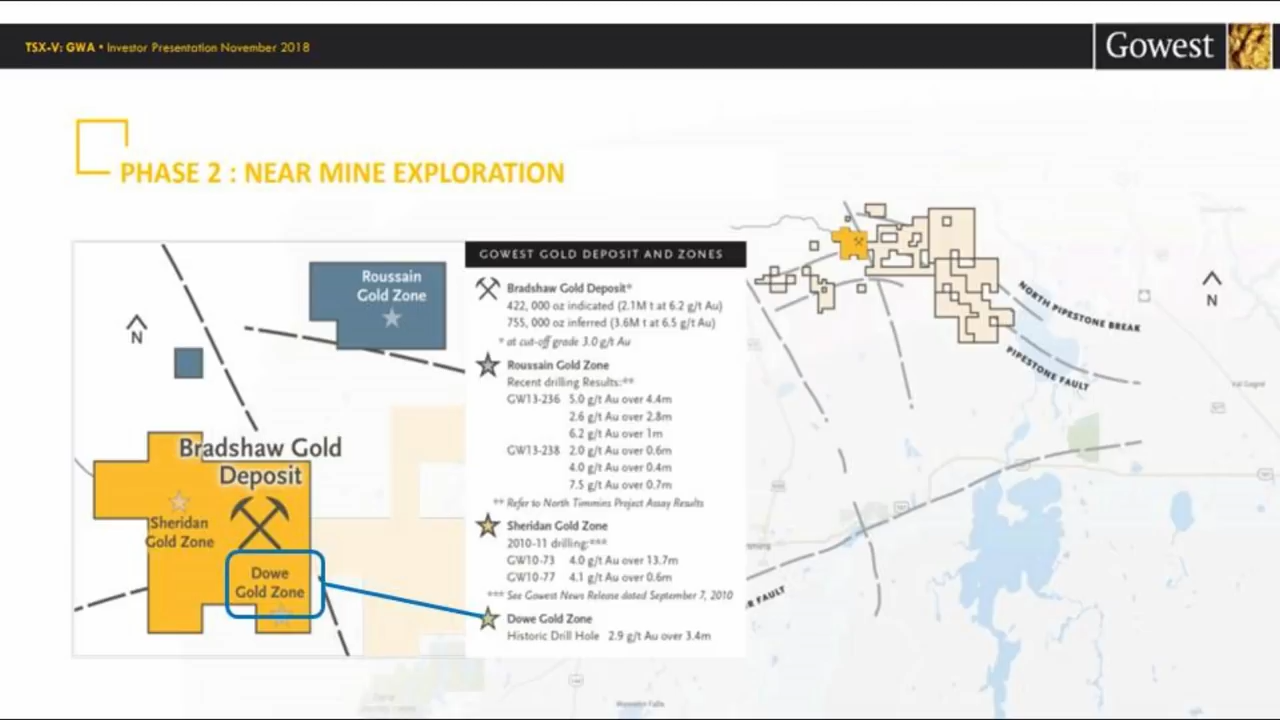 TSX-V: GWA • Investor Presentation November 2018
Gowest
PHASE 2 : NEAR MINE EXPLORATION
Roussain
Gold Zone
N
Bradshaw Gold
Deposit
Sheridan
Gold Zone
Dowe
Gold Zone
GOWEST GOLD DEPOSIT AND ZONES
Bradshaw Gold Deposit*
422, 000 oz indicated (2.1M t at 6.2 g/t Au)
755, 000 oz inferred (3.6M t at 6.5 g/t Au)
* at cut-off grade 3.0 g/t Au
Roussain Gold Zone
Recent drilling Results:**
GW13-236 5.0 g/t Au over 4.4m
2.6 g/t Au over 2.8m
6.2 g/t Au over 1m
GW13-238 2.0 g/t Au over 0.6m
4.0 g/t Au over 0.4m
7.5 g/t Au over 0.7m
** Refer to North Timmins Project Assay Results
Sheridan Gold Zone
2010-11 drilling:***
GW10-73 4.0 g/t Au over 13.7m
GW10-77 4.1 g/t Au over 0.6m
*** See Gowest News Release dated September 7, 2010
Dowe Gold Zone
Historic Drill Hole 2.9 g/t Au over 3.4m
N
NORTH PIPESTONE BREAK
PIPESTONE FAULT
Val Gagné
R FAULT